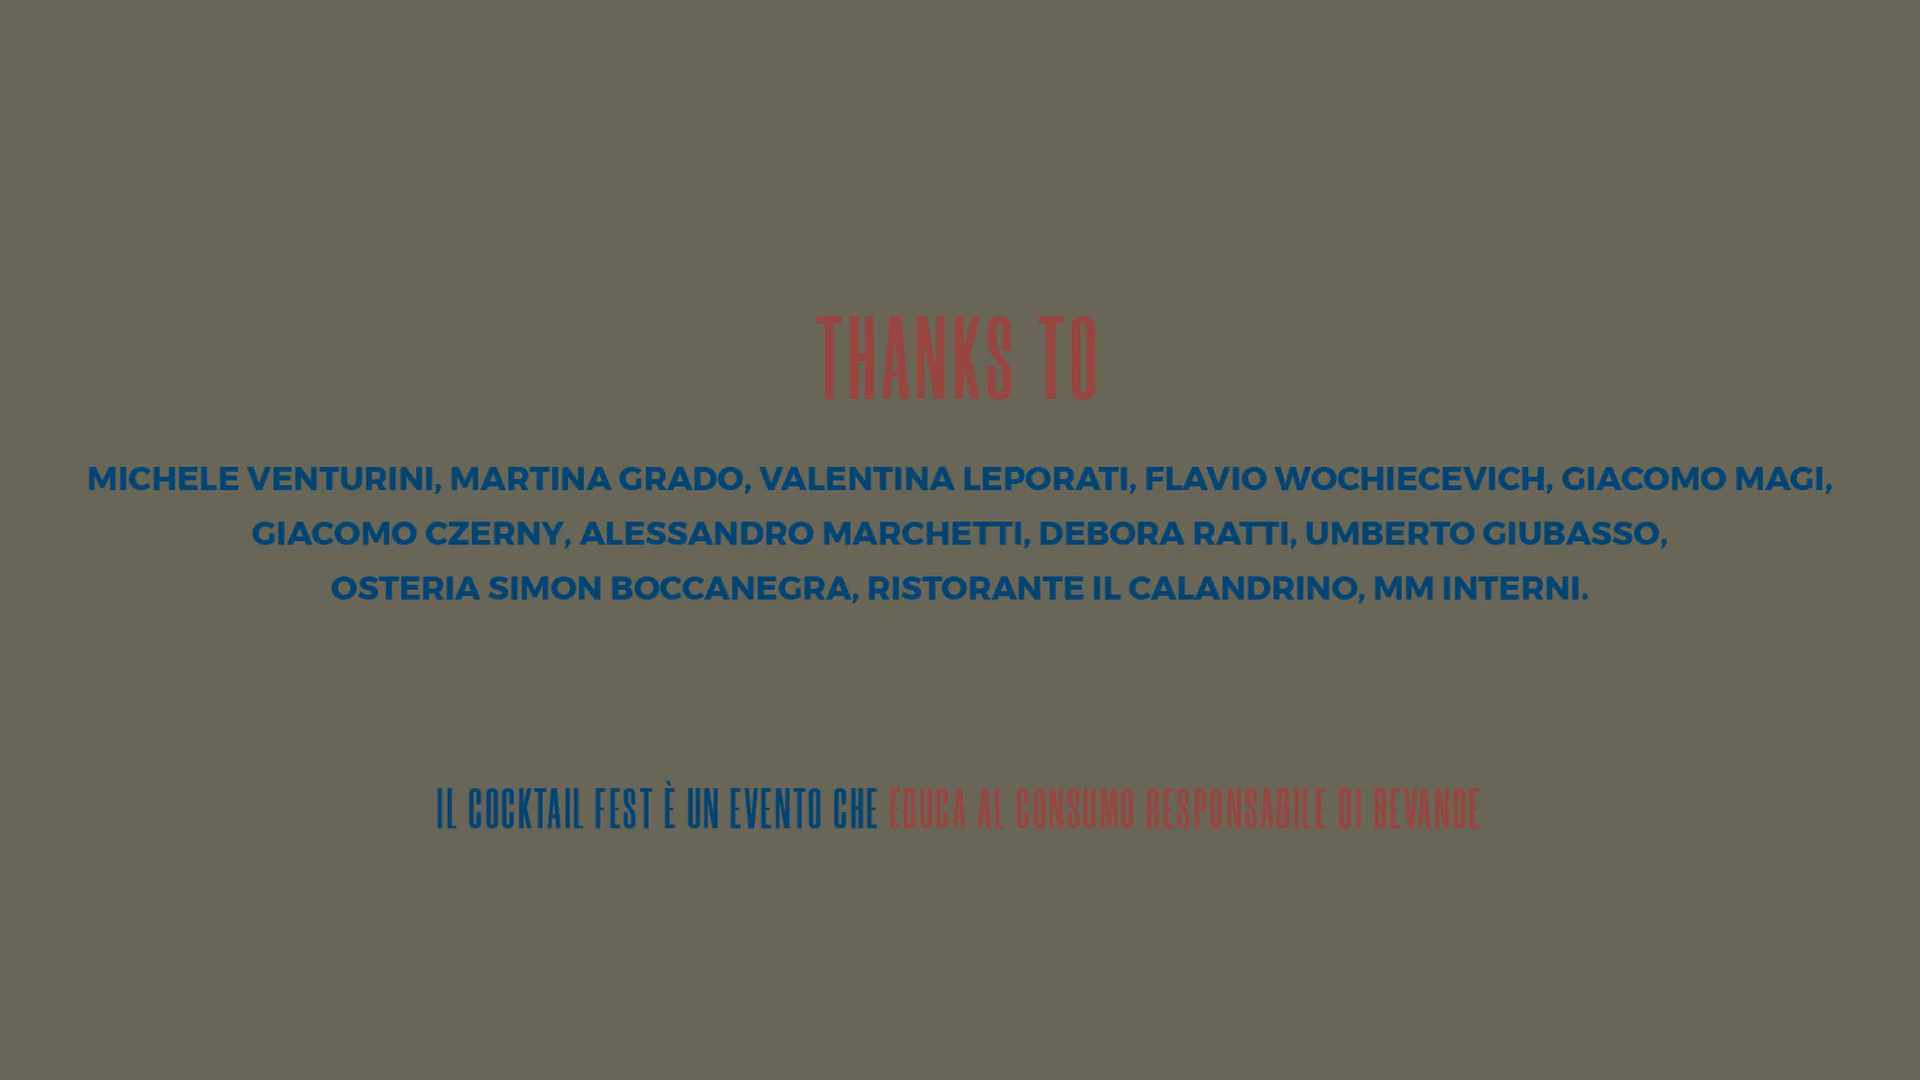 THANKS TO
MICHELE VENTURINI, MARTINA GRADO, VALENTINA LEPORATI, FLAVIO WOCHIECEVICH, GIACOMO MAGI,
GIACOMO CZERNY, ALESSANDRO MARCHETTI, DEBORA RATTI, UMBERTO GIUBASSO,
OSTERIA SIMON BOCCANEGRA, RISTORANTE IL CALANDRINO, MM INTERNI.
IL COCKTAIL FEST È UN EVENTO CHE EDUCA AL CONSUMO RESPONSABILE DI BEVANDE